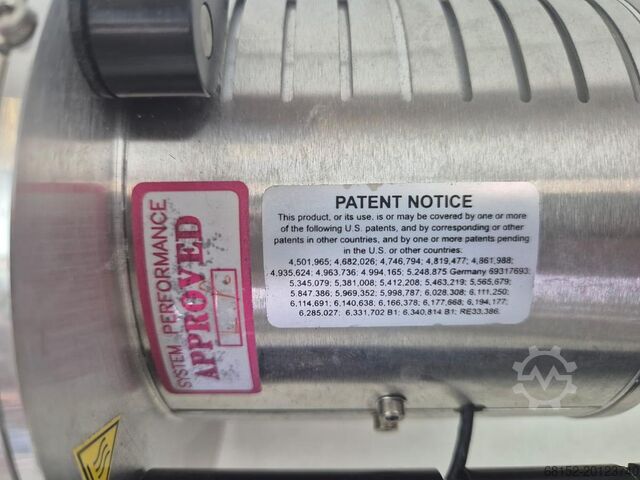 PATENT NOTICE
This product, or its use, is or may be covered by one or more
of the following U.S. patents, and by corresponding or other
patents in other countries, and by one or more patents pending
in the U.S. or other countries:
4,501,965; 4,682,026; 4,746,794; 4,819,477; 4,861,988;
4,935,624; 4,963,736; 4,994,165; 5,248,875 Germany 69317693;
5,345,079; 5,381,008; 5,412,208; 5,463,219; 5,565,679;
5,847,386; 5,969,352; 5,998,787; 6,028,308; 6,111,250;
6,114,691; 6,140,638; 6,166,378; 6,177,668; 6,194,177;
6,285,027; 6,331,702 B1; 6,340,814 B1; RE33,386.
SYSTEM PERFORMANCE
APPROVED